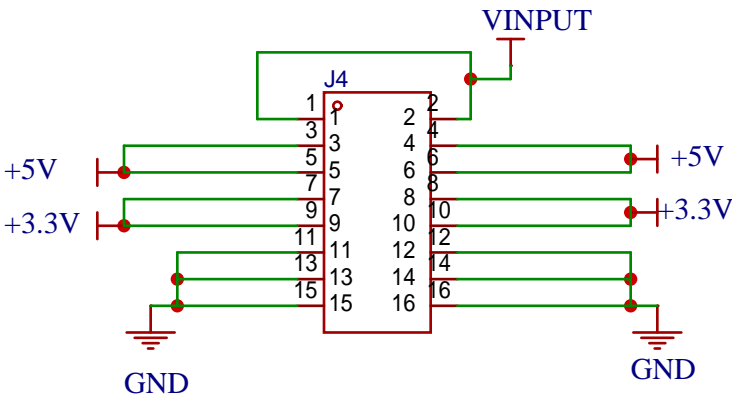 VINPUT
J4
1 1 2 2
3 3 4 4
+5V 5 5 6 6 +5V
7 7 8 8
+3.3V 9 9 10 10 +3.3V
11 11 12 12
13 13 14 14
15 15 16 16
GND GND